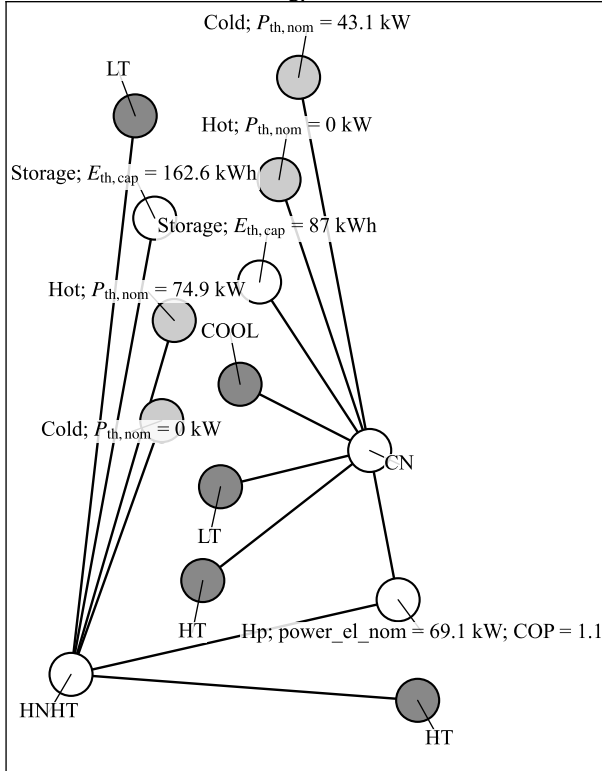 Cold; P_th, nom = 43.1 kW
LT
Hot; P_th, nom = 0 kW
Storage; E_th, cap = 162.6 kWh
Storage; E_th, cap = 87 kWh
Hot; P_th, nom = 74.9 kW
COOL
Cold; P_th, nom = 0 kW
CN
LT
HT
Hp; power_el_nom = 69.1 kW; COP = 1.1
HNHT
HT